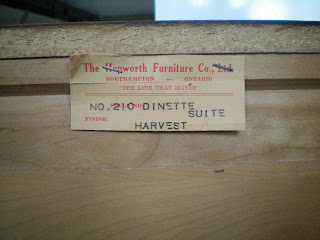 The Hepworth Furniture Co., Ltd.
SOUTHAMPTON — ONTARIO
"THE LINE THAT MOVES"
NO. 210 DINETTE
SUITE
FINISH:
HARVEST